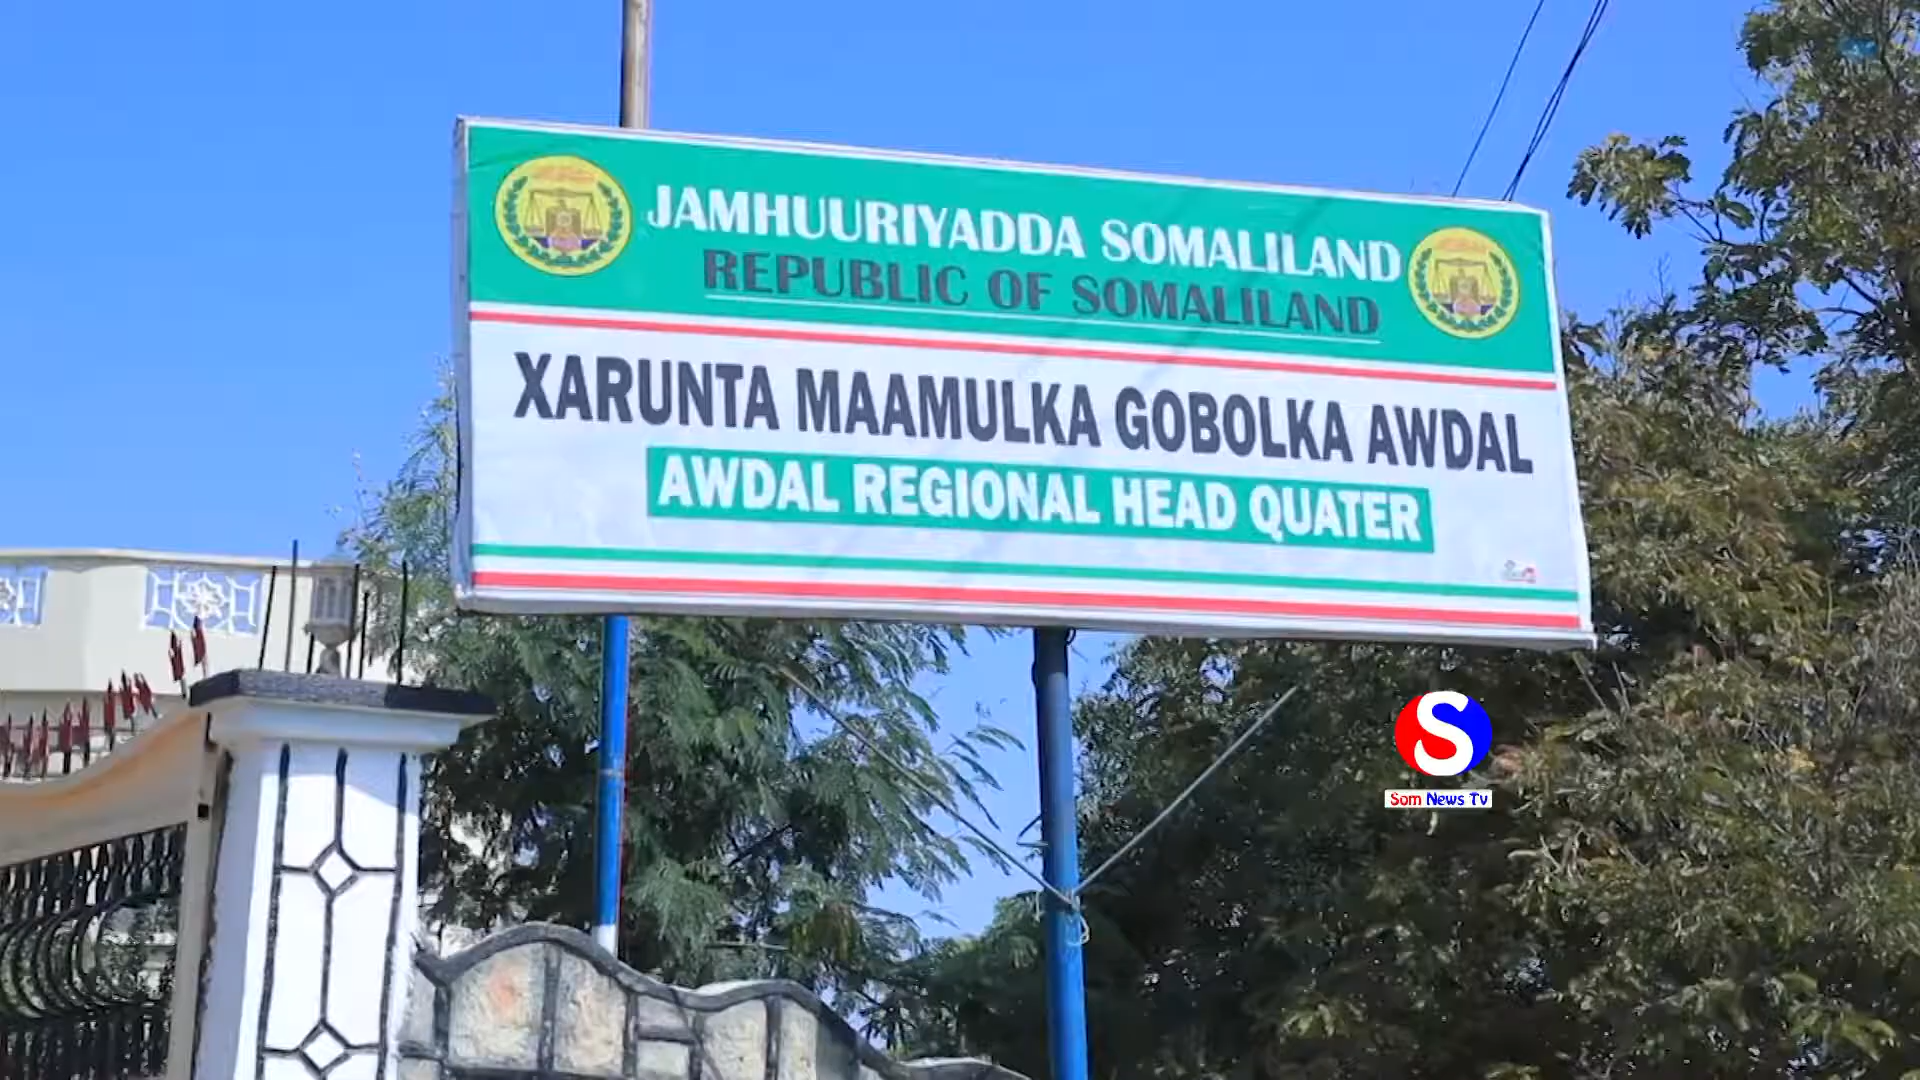 JAMHUURIYADDA SOMALILAND
REPUBLIC OF SOMALILAND
XARUNTA MAAMULKA GOBOLKA AWDAL
AWDAL REGIONAL HEAD QUATER
S
Som News Tv